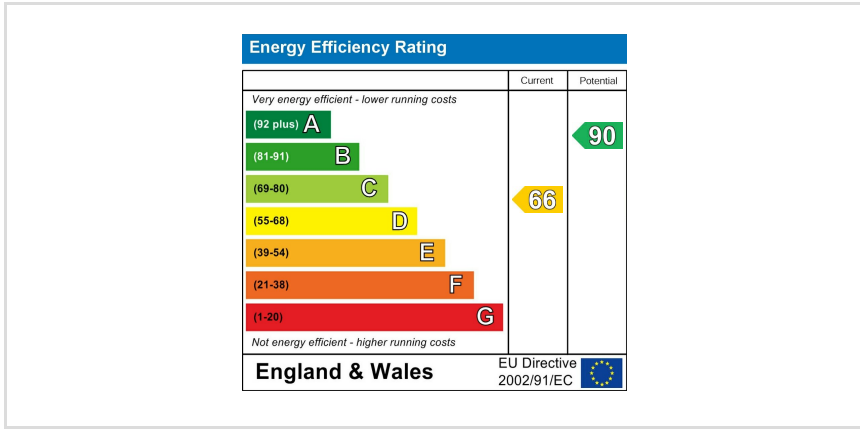 Energy Efficiency Rating
Current Potential
Very energy efficient - lower running costs
(92 plus) A
90
(81-91) B
(69-80) C
66
(55-68) D
(39-54) E
(21-38) F
(1-20) G
Not energy efficient - higher running costs
England & Wales
EU Directive
2002/91/EC